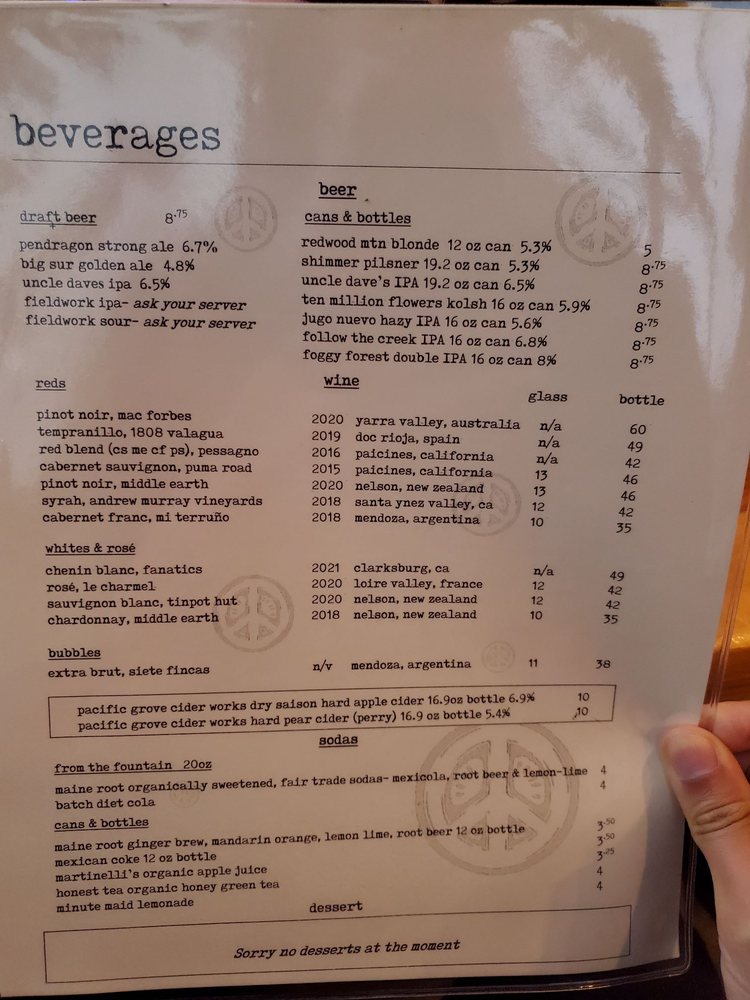 beverages
beer
draft beer 8.75
pendragon strong ale 6.7%
big sur golden ale 4.8%
uncle daves ipa 6.5%
fieldwork ipa- ask your server
fieldwork sour- ask your server
cans & bottles
redwood mtn blonde 12 oz can 5.3% 5
shimmer pilsner 19.2 oz can 5.3% 8.75
uncle dave's IPA 19.2 oz can 6.5% 8.75
ten million flowers kolsh 16 oz can 5.9% 8.75
jugo nuevo hazy IPA 16 oz can 5.6% 8.75
follow the creek IPA 16 oz can 6.8% 8.75
foggy forest double IPA 16 oz can 8% 8.75
wine
reds glass bottle
pinot noir, mac forbes 2020 yarra valley, australia n/a 60
tempranillo, 1808 valagua 2019 doc rioja, spain n/a 49
red blend (cs me cf ps), pessagno 2016 paicines, california n/a 42
cabernet sauvignon, puma road 2015 paicines, california 13 46
pinot noir, middle earth 2020 nelson, new zealand 13 46
syrah, andrew murray vineyards 2018 santa ynez valley, ca 12 42
cabernet franc, mi terruño 2018 mendoza, argentina 10 35
whites & rosé
chenin blanc, fanatics 2021 clarksburg, ca n/a 49
rosé, le charmel 2020 loire valley, france 12 42
sauvignon blanc, tinpot hut 2020 nelson, new zealand 12 42
chardonnay, middle earth 2018 nelson, new zealand 10 35
bubbles
extra brut, siete fincas n/v mendoza, argentina 11 38
pacific grove cider works dry saison hard apple cider 16.9oz bottle 6.9% 10
pacific grove cider works hard pear cider (perry) 16.9 oz bottle 5.4% 10
sodas
from the fountain 20oz
maine root organically sweetened, fair trade sodas- mexicola, root beer & lemon-lime 4
batch diet cola 4
cans & bottles
maine root ginger brew, mandarin orange, lemon lime, root beer 12 oz bottle 3.50
mexican coke 12 oz bottle 3.50
martinelli's organic apple juice 3.25
honest tea organic honey green tea 4
minute maid lemonade 4
dessert
Sorry no desserts at the moment